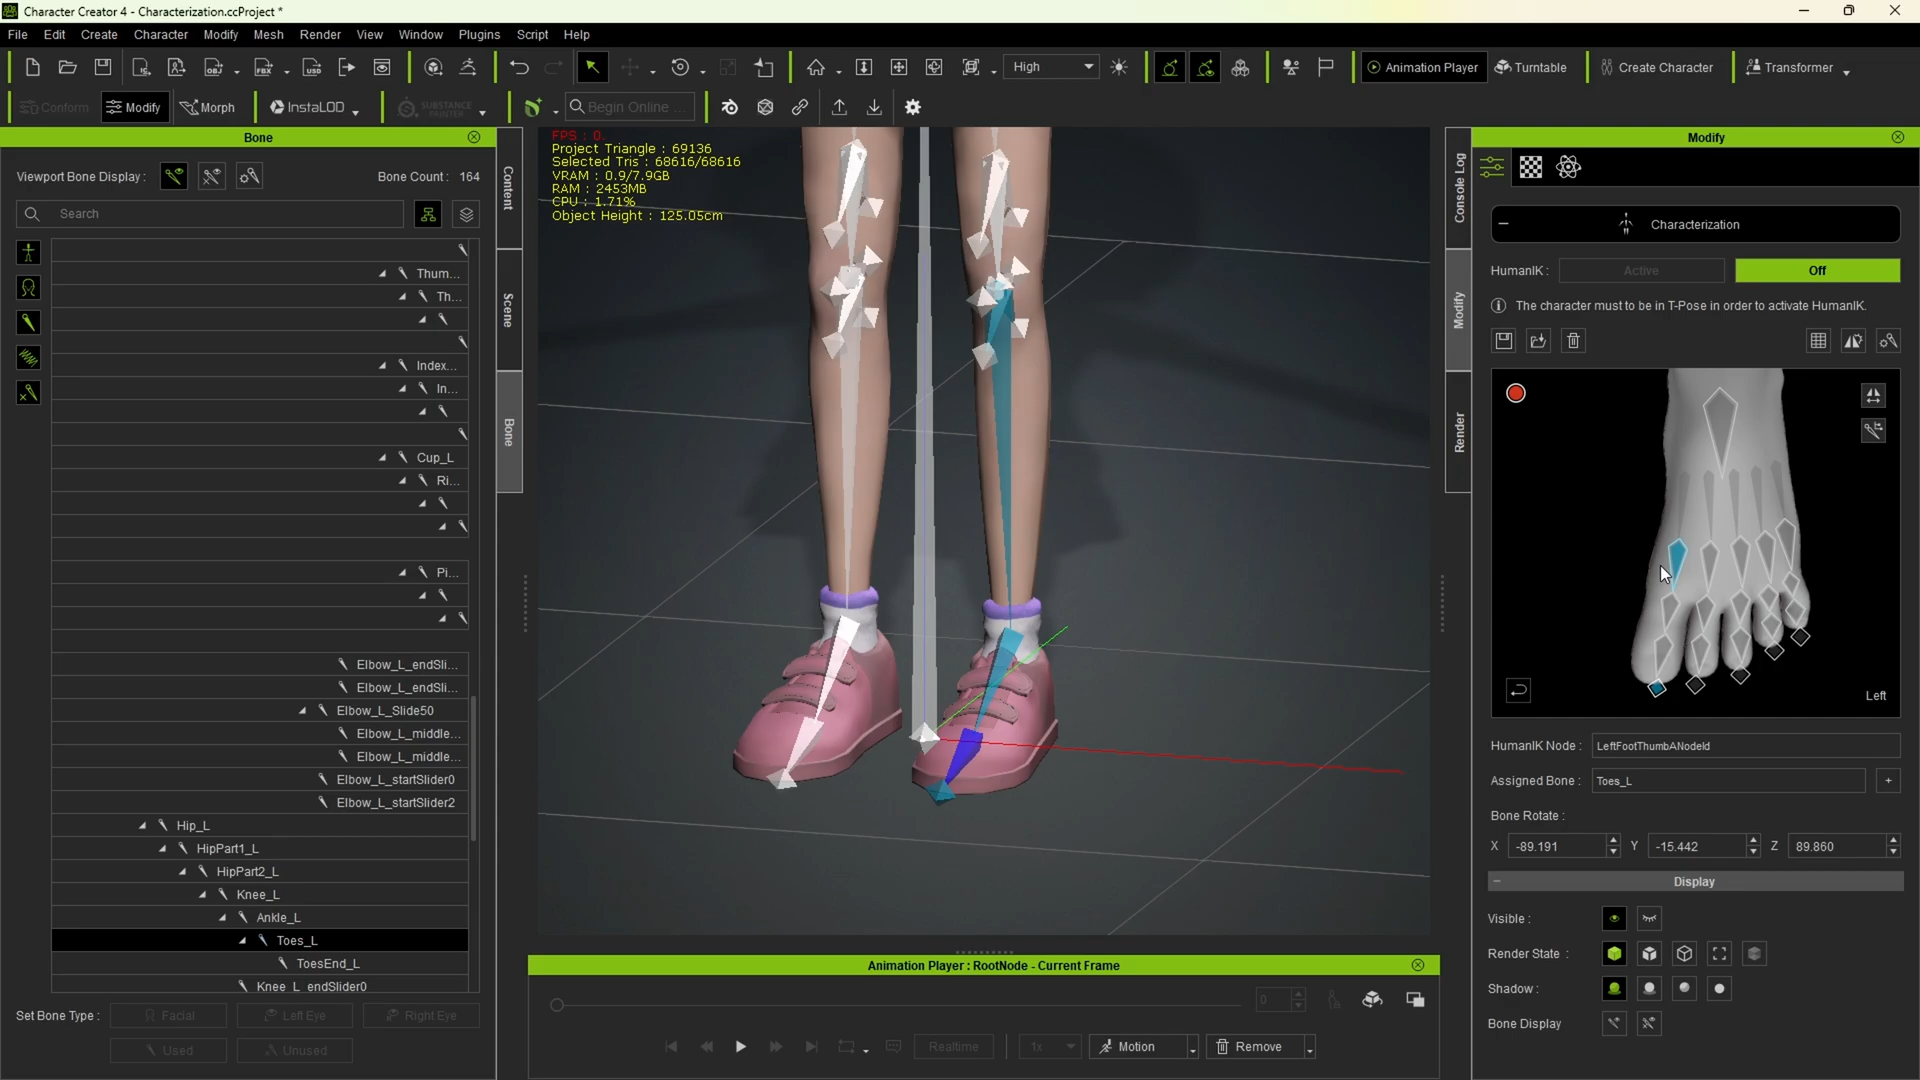 Character Creator 4 - Characterization.ccProject *
File Edit Create Character Modify Mesh Render View Window Plugins Script Help
High
Animation Player Turntable Create Character Transformer
Conform Modify Morph InstaLOD SUBSTANCE PAINTER Begin Online ...
Bone
Viewport Bone Display : Bone Count : 164
Search
Thum...
Th...
Index...
In...
Cup_L
Ri...
Pi...
Elbow_L_endSli...
Elbow_L_endSli...
Elbow_L_Slide50
Elbow_L_middle...
Elbow_L_middle...
Elbow_L_startSlider0
Elbow_L_startSlider2
Hip_L
HipPart1_L
HipPart2_L
Knee_L
Ankle_L
Toes_L
ToesEnd_L
Knee_L_endSlider0
Set Bone Type : Facial Left Eye Right Eye
Used Unused
Content
Scene
Bone
FPS : 0.
Project Triangle : 69136
Selected Tris : 68616/68616
VRAM : 0.9/7.9GB
RAM : 2453MB
CPU : 1.71%
Object Height : 125.05cm
Animation Player : RootNode - Current Frame
0
Realtime 1x Motion Remove
Console Log
Modify
Render
Modify
Characterization
HumanIK : Active Off
The character must to be in T-Pose in order to activate HumanIK.
Left
HumanIK Node : LeftFootThumbANodeId
Assigned Bone : Toes_L +
Bone Rotate :
X -89.191 Y -15.442 Z 89.860
Display
Visible :
Render State :
Shadow :
Bone Display